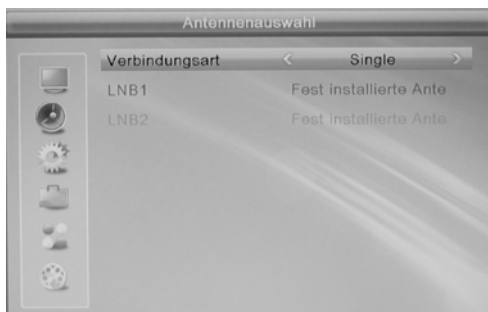 Antennenauswahl
Verbindungsart < Single >
LNB1 Fest installierte Ante
LNB2 Fest installierte Ante